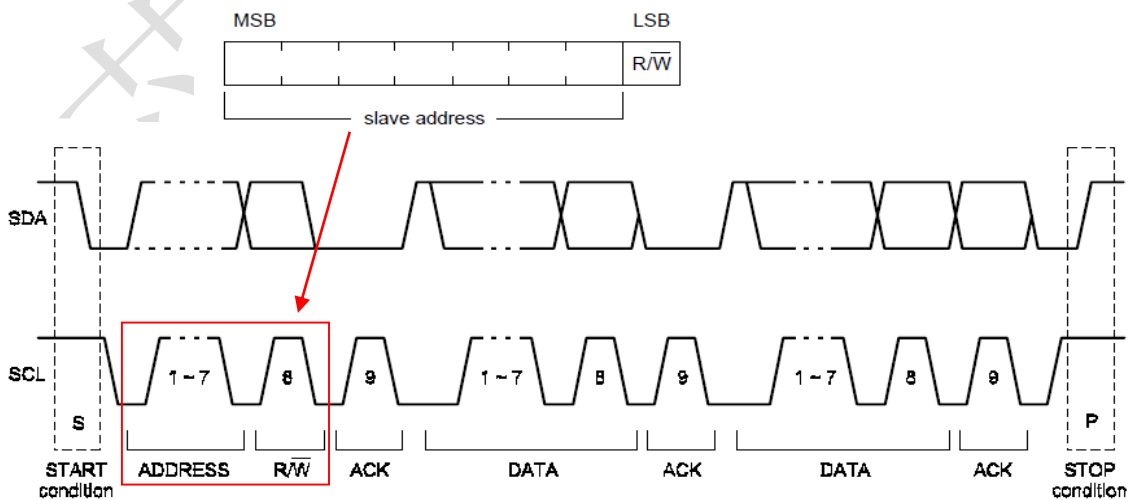 MSB LSB
R/W̅
slave address
SDA
SCL
1 ~ 7 8 9 1 ~ 7 8 9 1 ~ 7 8 9
S P
START condition
ADDRESS R/W̅ ACK DATA ACK DATA ACK
STOP condition